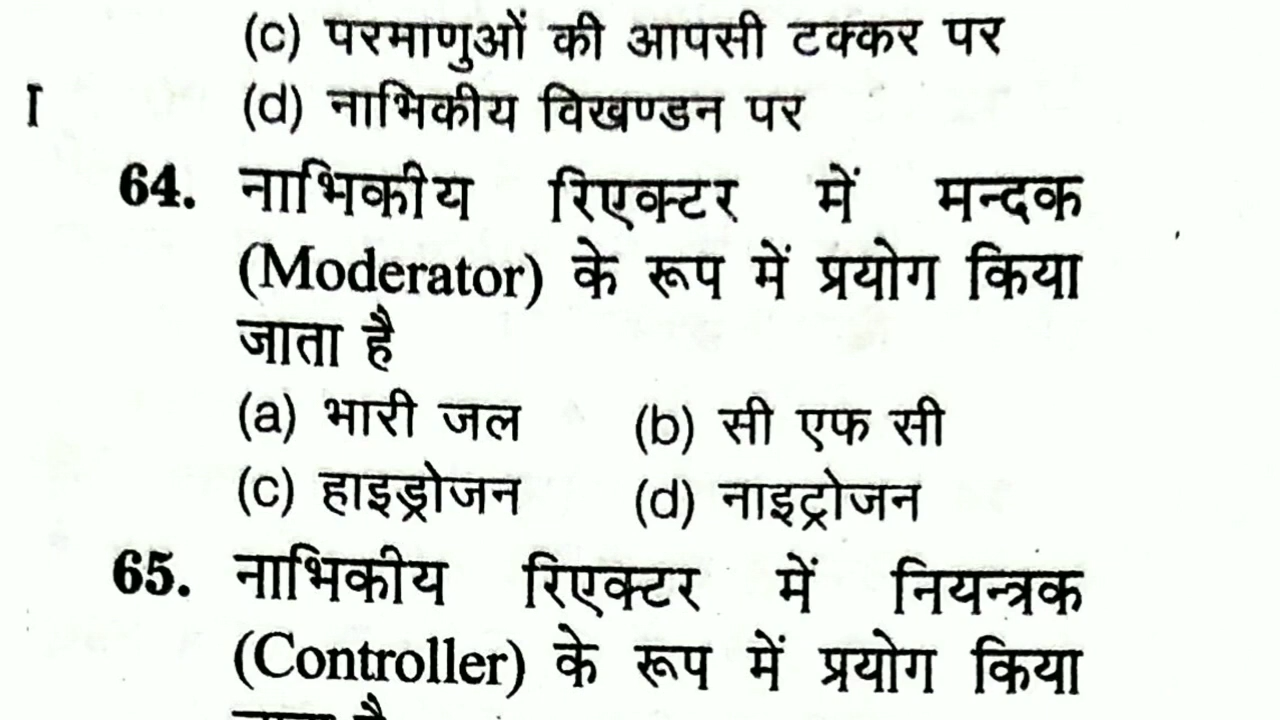 (c) परमाणुओं की आपसी टक्कर पर
I (d) नाभिकीय विखण्डन पर
64. नाभिकीय रिएक्टर में मन्दक
(Moderator) के रूप में प्रयोग किया
जाता है
(a) भारी जल (b) सी एफ सी
(c) हाइड्रोजन (d) नाइट्रोजन
65. नाभिकीय रिएक्टर में नियन्त्रक
(Controller) के रूप में प्रयोग किया